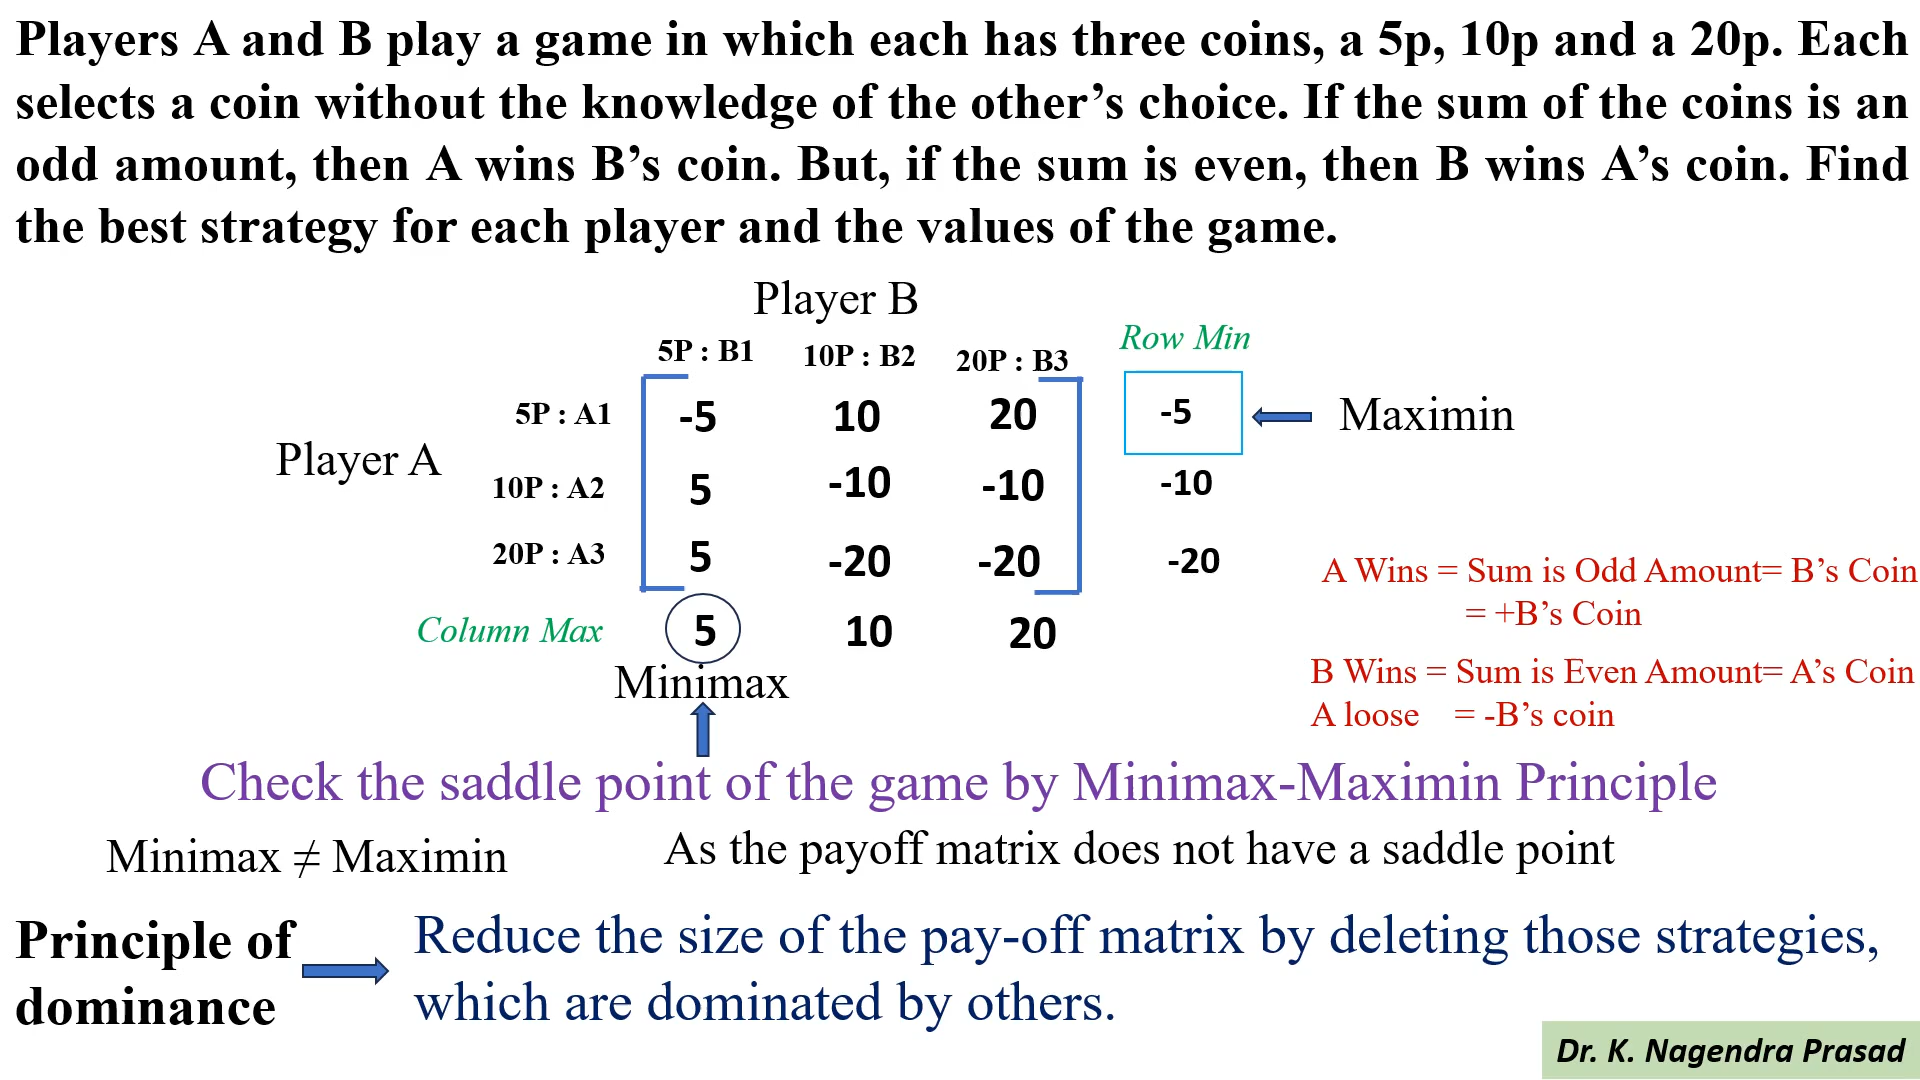 Players A and B play a game in which each has three coins, a 5p, 10p and a 20p. Each
selects a coin without the knowledge of the other’s choice. If the sum of the coins is an
odd amount, then A wins B’s coin. But, if the sum is even, then B wins A’s coin. Find
the best strategy for each player and the values of the game.
Player B
5P : B1 10P : B2 20P : B3 Row Min
5P : A1 -5 10 20 -5 Maximin
Player A
10P : A2 5 -10 -10 -10
20P : A3 5 -20 -20 -20
Column Max 5 10 20
Minimax
A Wins = Sum is Odd Amount= B’s Coin
= +B’s Coin
B Wins = Sum is Even Amount= A’s Coin
A loose = -B’s coin
Check the saddle point of the game by Minimax-Maximin Principle
Minimax ≠ Maximin As the payoff matrix does not have a saddle point
Principle of
dominance
Reduce the size of the pay-off matrix by deleting those strategies,
which are dominated by others.
Dr. K. Nagendra Prasad